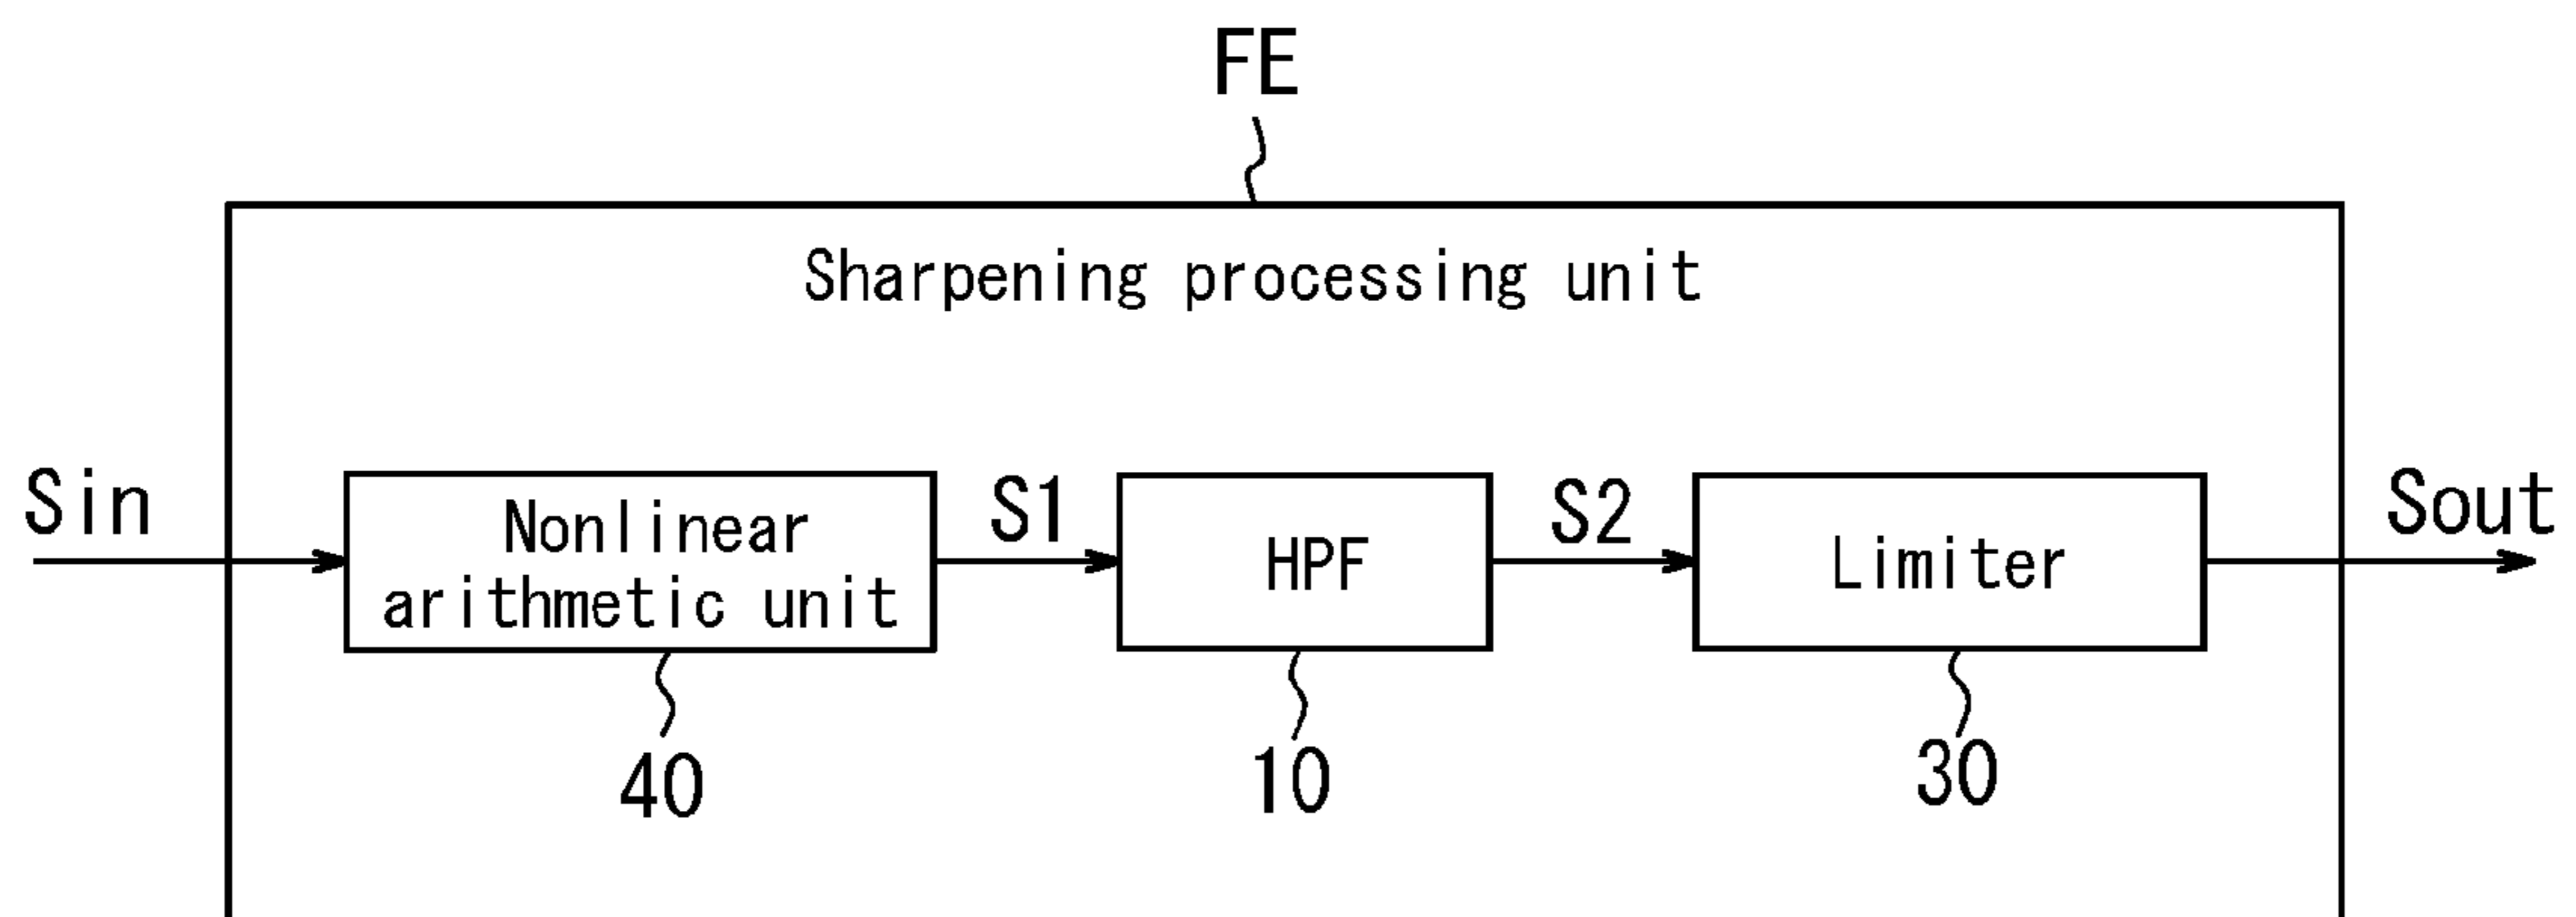 FE
Sharpening processing unit
Sin
Nonlinear
arithmetic unit
S1
HPF
S2
Limiter
Sout
40
10
30